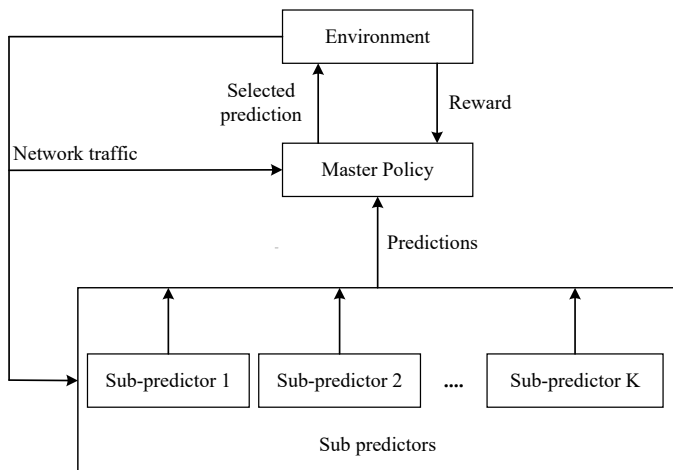 Environment
Selected
prediction
Reward
Network traffic
Master Policy
Predictions
Sub-predictor 1
Sub-predictor 2
....
Sub-predictor K
Sub predictors